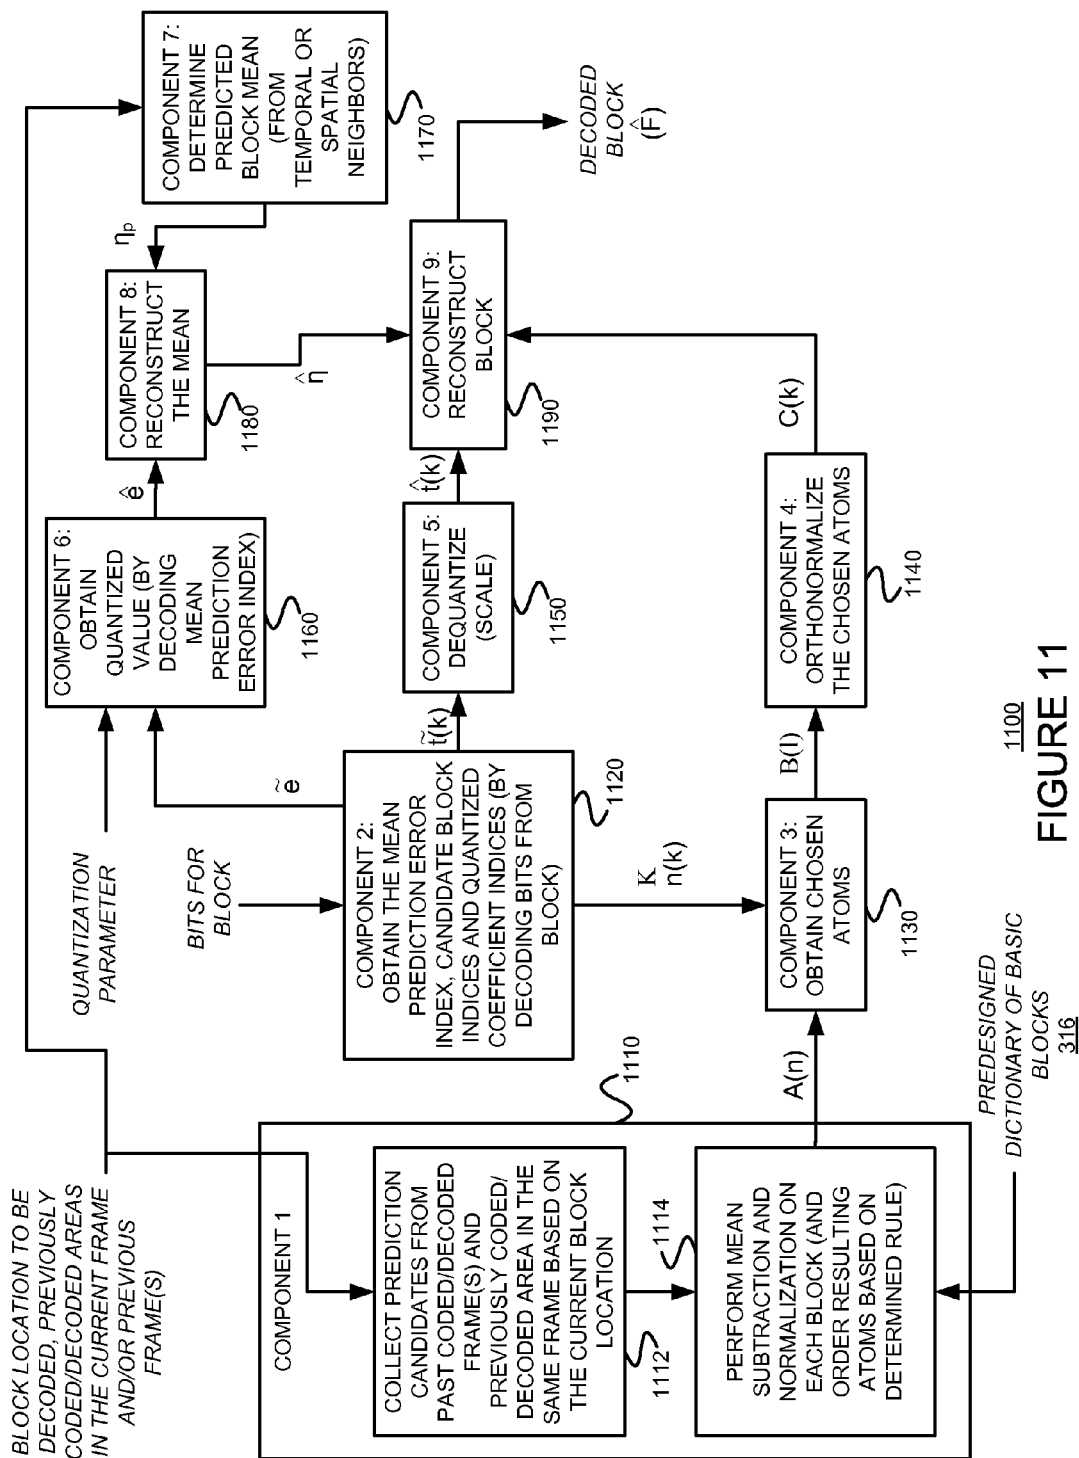 BLOCK LOCATION TO BE
DECODED, PREVIOUSLY
CODED/DECODED AREAS
IN THE CURRENT FRAME
AND/OR PREVIOUS
FRAME(S)
COMPONENT 1
COLLECT PREDICTION
CANDIDATES FROM
PAST CODED/DECODED
FRAME(S) AND
PREVIOUSLY CODED/
DECODED AREA IN THE
SAME FRAME BASED ON
THE CURRENT BLOCK
LOCATION
1112
1114
PERFORM MEAN
SUBTRACTION AND
NORMALIZATION ON
EACH BLOCK (AND
ORDER RESULTING
ATOMS BASED ON
DETERMINED RULE)
1110
A(n)
PREDESIGNED
DICTIONARY OF BASIC
BLOCKS
316
QUANTIZATION
PARAMETER
BITS FOR
BLOCK
COMPONENT 2:
OBTAIN THE MEAN
PREDICTION ERROR
INDEX, CANDIDATE BLOCK
INDICES AND QUANTIZED
COEFFICIENT INDICES (BY
DECODING BITS FROM
BLOCK)
1120
ẽ
t̃(k)
K
n(k)
COMPONENT 3:
OBTAIN CHOSEN
ATOMS
1130
B(l)
COMPONENT 4:
ORTHONORMALIZE
THE CHOSEN ATOMS
1140
C(k)
COMPONENT 5:
DEQUANTIZE
(SCALE)
1150
t̂(k)
COMPONENT 6:
OBTAIN
QUANTIZED
VALUE (BY
DECODING
MEAN
PREDICTION
ERROR INDEX)
1160
ê
COMPONENT 8:
RECONSTRUCT
THE MEAN
1180
η̂
ηp
COMPONENT 7:
DETERMINE
PREDICTED
BLOCK MEAN
(FROM
TEMPORAL OR
SPATIAL
NEIGHBORS)
1170
COMPONENT 9:
RECONSTRUCT
BLOCK
1190
DECODED
BLOCK
(F̂)
1100
FIGURE 11